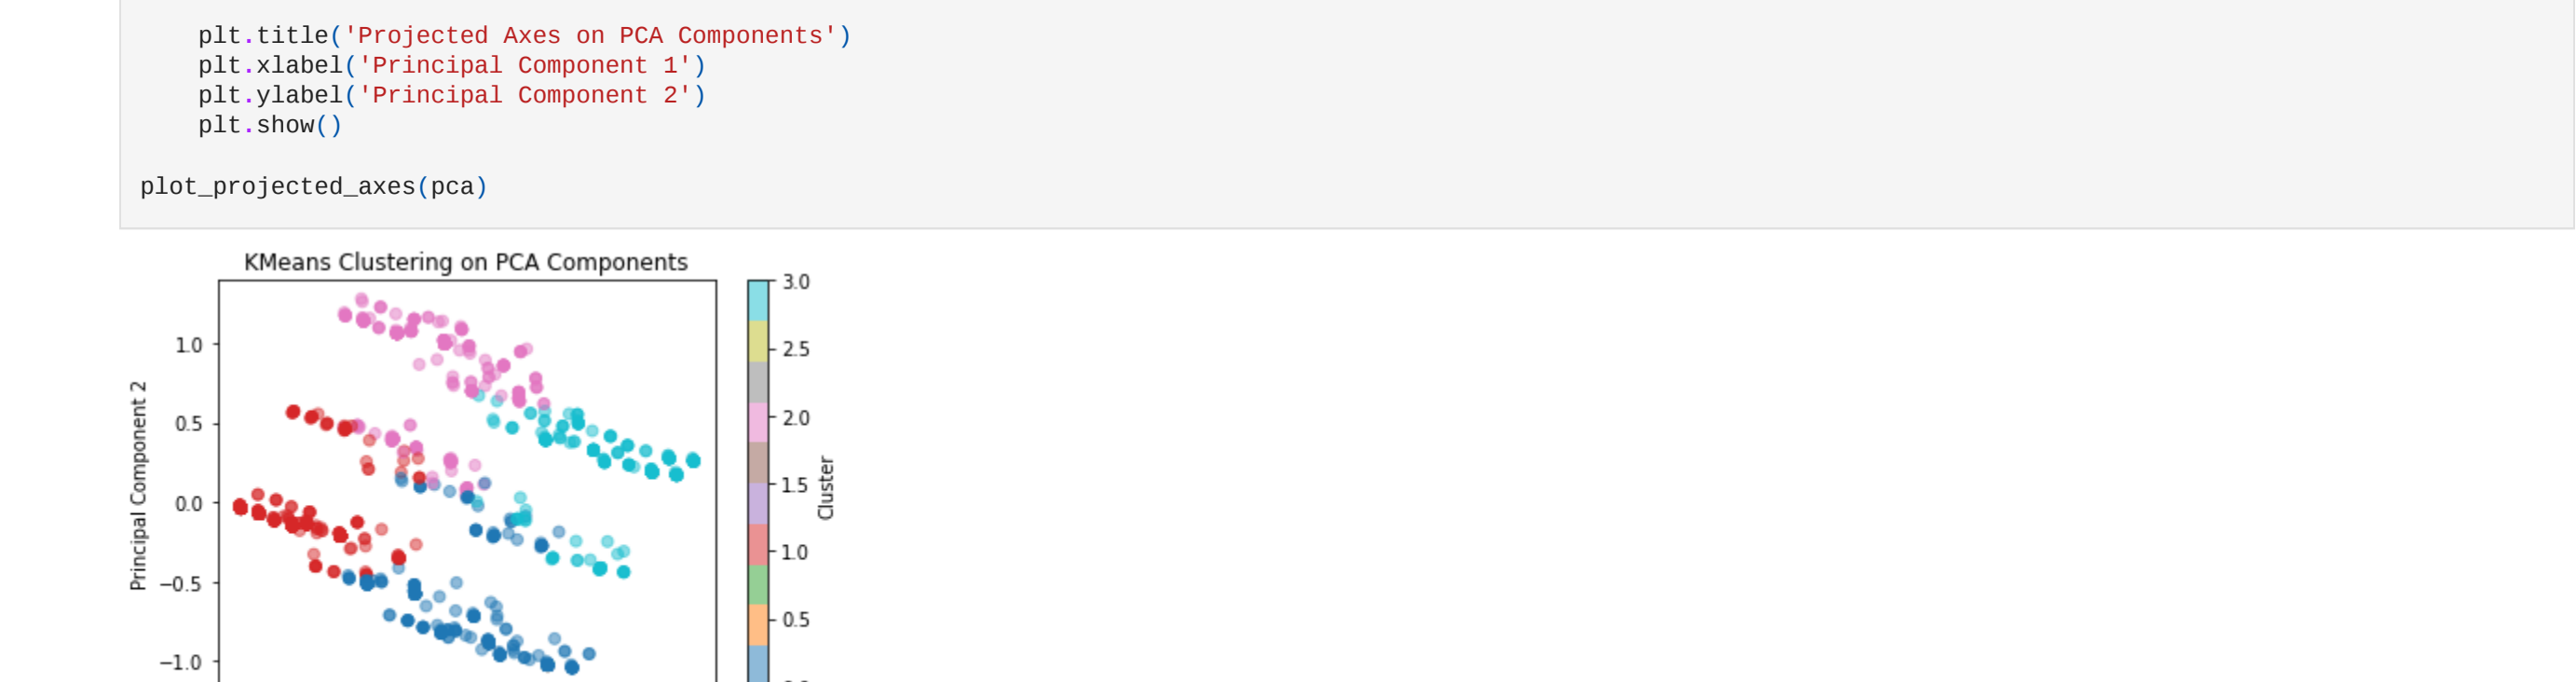 plt.title('Projected Axes on PCA Components')
plt.xlabel('Principal Component 1')
plt.ylabel('Principal Component 2')
plt.show()
plot_projected_axes(pca)
KMeans Clustering on PCA Components
Principal Component 2
1.0
0.5
0.0
−0.5
−1.0
3.0
2.5
2.0
1.5
1.0
0.5
Cluster